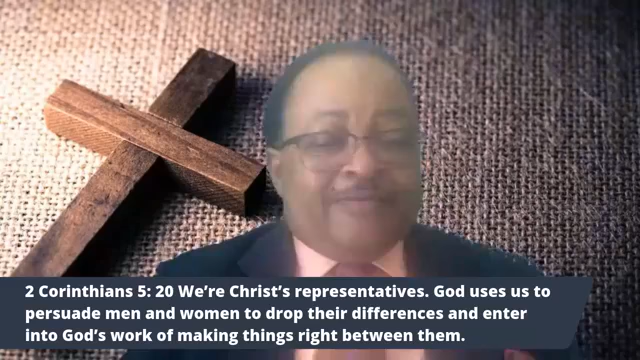 2 Corinthians 5: 20 We’re Christ’s representatives. God uses us to
persuade men and women to drop their differences and enter
into God’s work of making things right between them.